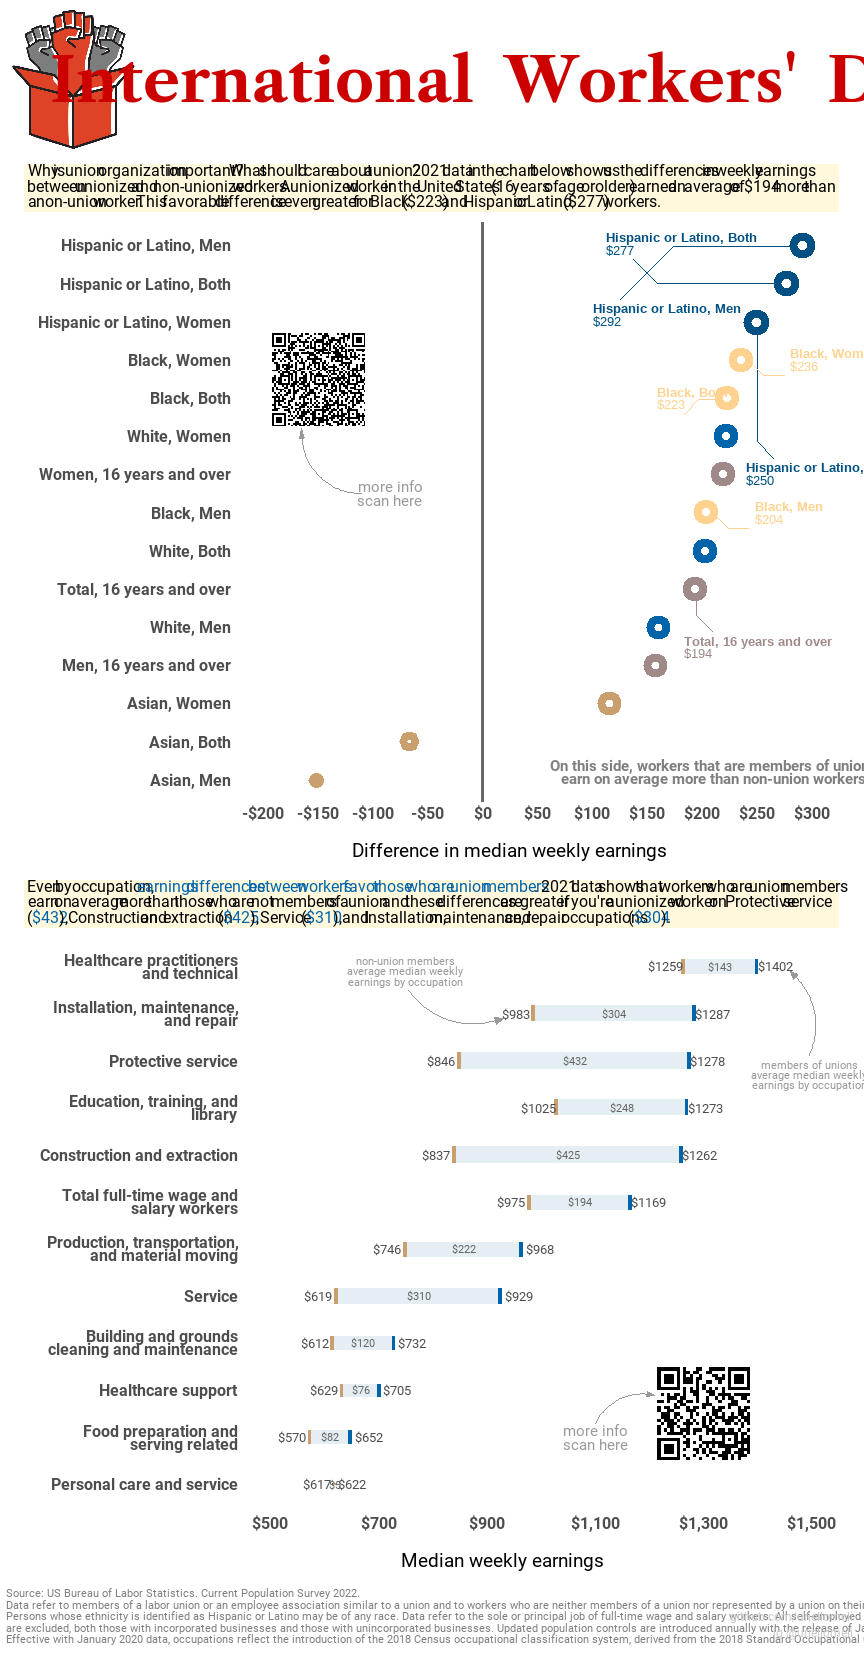 International Workers' D
Why is union organization important? What should I care about a union? 2021 data in the chart below shows us the differences in weekly earnings
between unionized and non-unionized workers. A unionized worker in the United States (16 years of age or older) earned an average of $194 more than
a non-union worker. This favorable difference is even greater for Black ($223) and Hispanic or Latino ($277) workers.
Hispanic or Latino, Men
Hispanic or Latino, Both
Hispanic or Latino, Women
Black, Women
Black, Both
White, Women
Women, 16 years and over
Black, Men
White, Both
Total, 16 years and over
White, Men
Men, 16 years and over
Asian, Women
Asian, Both
Asian, Men
Hispanic or Latino, Both
$277
Hispanic or Latino, Men
$292
Black, Wom
$236
Black, Bo
$223
Hispanic or Latino,
$250
Black, Men
$204
Total, 16 years and over
$194
more info
scan here
On this side, workers that are members of union
earn on average more than non-union workers
-$200 -$150 -$100 -$50 $0 $50 $100 $150 $200 $250 $300
Difference in median weekly earnings
Even by occupation, earnings differences between workers favor those who are union members. 2021 data shows that workers who are union members
earn on average more than those who are not members of a union and these differences are greater if you're a unionized worker on Protective service
($432), Construction and extraction ($425), Service ($310), and Installation, maintenance, and repair occupations ($304).
Healthcare practitioners
and technical
$1259 $143 $1402
non-union members
average median weekly
earnings by occupation
Installation, maintenance,
and repair
$983 $304 $1287
Protective service
$846 $432 $1278
members of unions
average median weekly
earnings by occupation
Education, training, and
library
$1025 $248 $1273
Construction and extraction
$837 $425 $1262
Total full-time wage and
salary workers
$975 $194 $1169
Production, transportation,
and material moving
$746 $222 $968
Service
$619 $310 $929
Building and grounds
cleaning and maintenance
$612 $120 $732
Healthcare support
$629 $76 $705
Food preparation and
serving related
$570 $82 $652
more info
scan here
Personal care and service
$617 $5 $622
$500 $700 $900 $1,100 $1,300 $1,500
Median weekly earnings
Source: US Bureau of Labor Statistics. Current Population Survey 2022.
Data refer to members of a labor union or an employee association similar to a union and to workers who are neither members of a union nor represented by a union on their
Persons whose ethnicity is identified as Hispanic or Latino may be of any race. Data refer to the sole or principal job of full-time wage and salary workers. All self-employed
are excluded, both those with incorporated businesses and those with unincorporated businesses. Updated population controls are introduced annually with the release of Ja
Effective with January 2020 data, occupations reflect the introduction of the 2018 Census occupational classification system, derived from the 2018 Standard Occupational